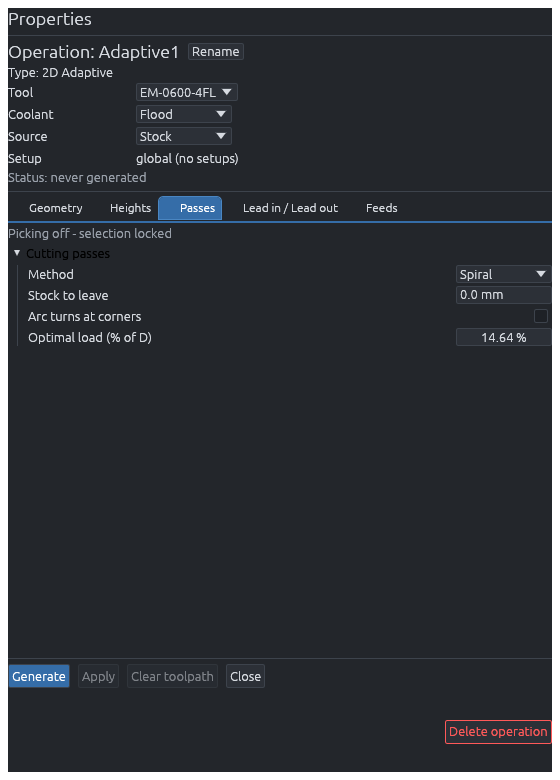 Properties
Operation: Adaptive1 Rename
Type: 2D Adaptive
Tool EM-0600-4FL
Coolant Flood
Source Stock
Setup global (no setups)
Status: never generated
Geometry Heights Passes Lead in / Lead out Feeds
Picking off - selection locked
Cutting passes
Method Spiral
Stock to leave 0.0 mm
Arc turns at corners
Optimal load (% of D) 14.64 %
Generate Apply Clear toolpath Close
Delete operation